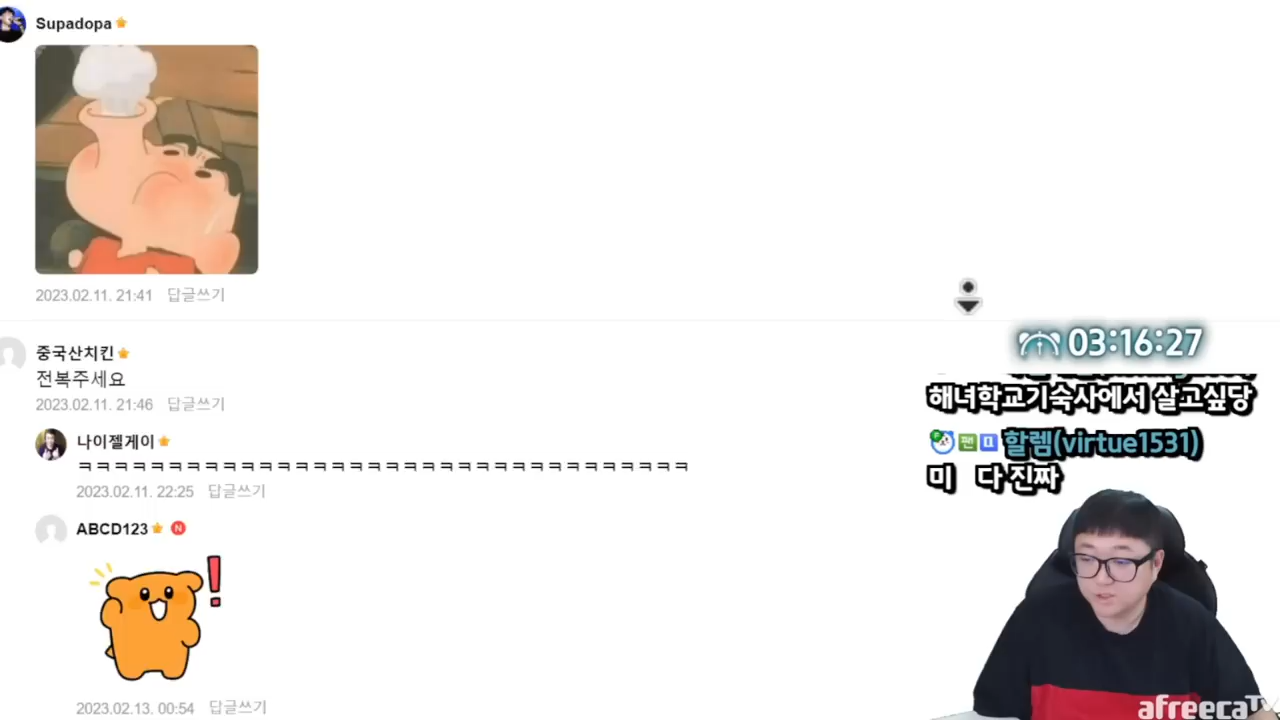 Supadopa
2023.02.11. 21:41 답글쓰기
중국산치킨
전복주세요
2023.02.11. 21:46 답글쓰기
나이젤게이
ㅋㅋㅋㅋㅋㅋㅋㅋㅋㅋㅋㅋㅋㅋㅋㅋㅋㅋㅋㅋㅋㅋㅋㅋㅋㅋㅋㅋㅋㅋㅋㅋㅋㅋ
2023.02.11. 22:25 답글쓰기
ABCD123 N
!
2023.02.13. 00:54 답글쓰기
03:16:27
해녀학교기숙사에서 살고싶당
F 팬 미 할렘(virtue1531)
미 다 진짜
afreecaTV